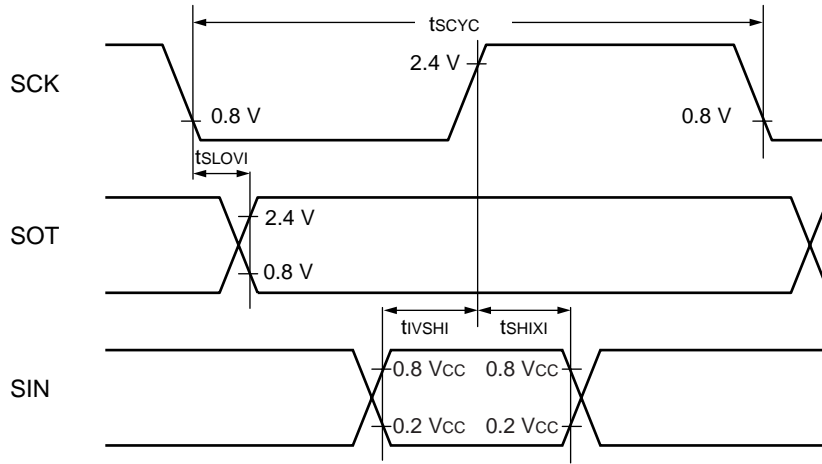 tSCYC
SCK
2.4 V
0.8 V
0.8 V
tSLOVI
SOT
2.4 V
0.8 V
tIVSHI
tSHIXI
SIN
0.8 VCC
0.8 VCC
0.2 VCC
0.2 VCC